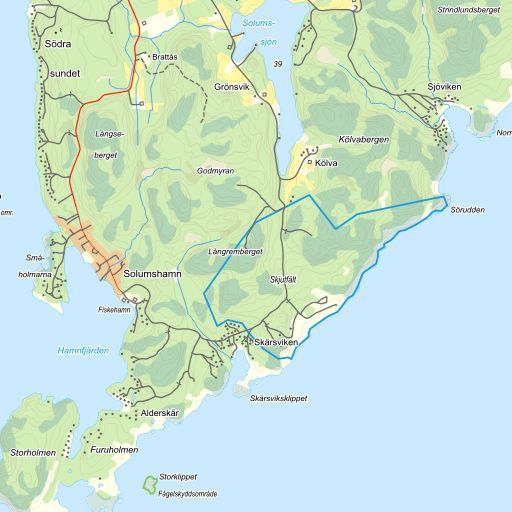 Strindlundsberget
Solums-
sjön
Södra
sundet
Brattås
39
Grönsvik
Sjöviken
Långse-
berget
Kölvabergen
Kölva
Godmyran
Sörudden
omr.
Långremberget
Små-
holmarna
Solumshamn
Skjutfält
Fiskehamn
Hamnfjärden
Skärsviken
Skärsviksklippet
Alderskär
Storholmen
Furuholmen
Storklippet
Fågelskyddsområde